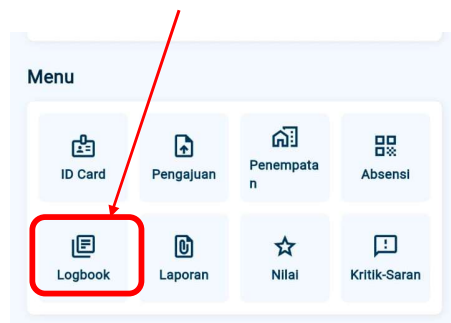 Menu
ID Card
Pengajuan
Penempata
n
Absensi
Logbook
Laporan
Nilai
Kritik-Saran